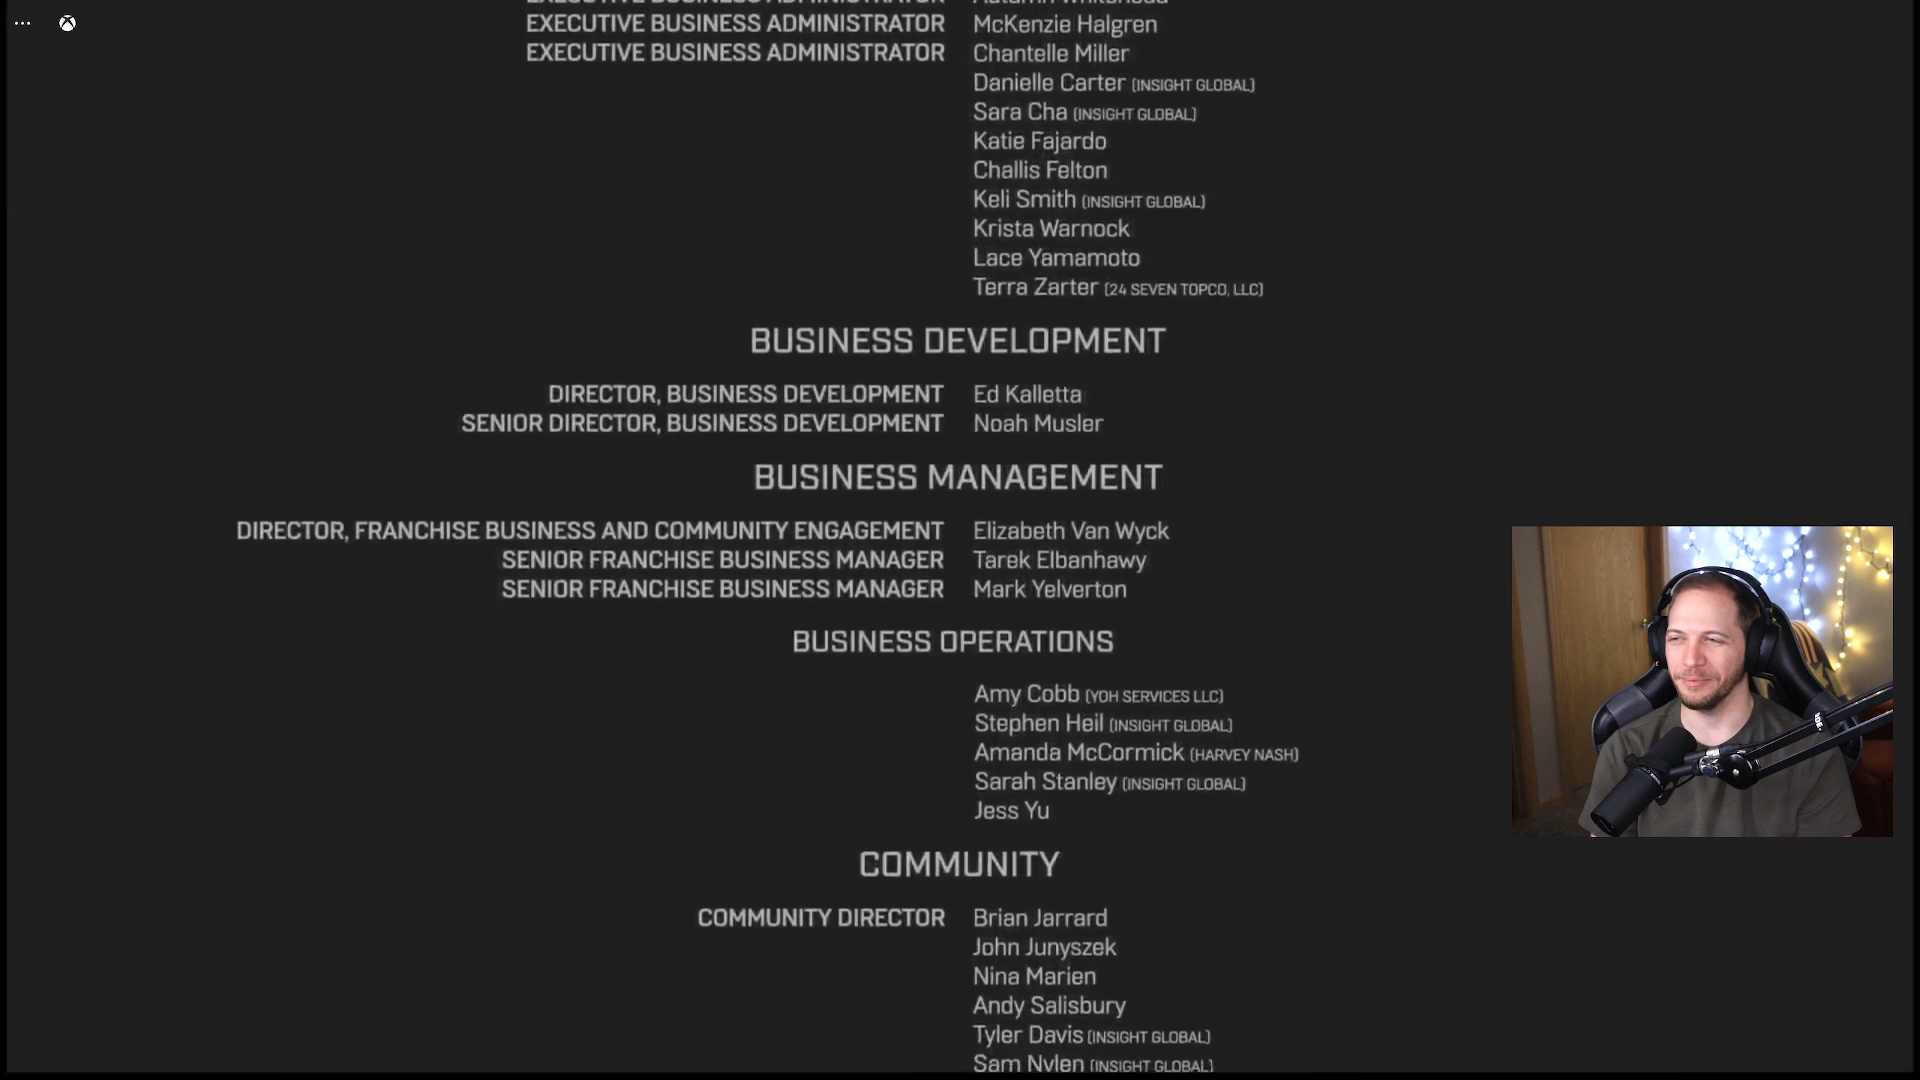 EXECUTIVE BUSINESS ADMINISTRATOR McKenzie Halgren
EXECUTIVE BUSINESS ADMINISTRATOR Chantelle Miller
Danielle Carter (INSIGHT GLOBAL)
Sara Cha (INSIGHT GLOBAL)
Katie Fajardo
Challis Felton
Keli Smith (INSIGHT GLOBAL)
Krista Warnock
Lace Yamamoto
Terra Zarter (24 SEVEN TOPCO, LLC)
BUSINESS DEVELOPMENT
DIRECTOR, BUSINESS DEVELOPMENT Ed Kalletta
SENIOR DIRECTOR, BUSINESS DEVELOPMENT Noah Musler
BUSINESS MANAGEMENT
DIRECTOR, FRANCHISE BUSINESS AND COMMUNITY ENGAGEMENT Elizabeth Van Wyck
SENIOR FRANCHISE BUSINESS MANAGER Tarek Elbanhawy
SENIOR FRANCHISE BUSINESS MANAGER Mark Yelverton
BUSINESS OPERATIONS
Amy Cobb (YOH SERVICES LLC)
Stephen Heil (INSIGHT GLOBAL)
Amanda McCormick (HARVEY NASH)
Sarah Stanley (INSIGHT GLOBAL)
Jess Yu
COMMUNITY
COMMUNITY DIRECTOR Brian Jarrard
John Junyszek
Nina Marien
Andy Salisbury
Tyler Davis (INSIGHT GLOBAL)
Sam Nylen (INSIGHT GLOBAL)